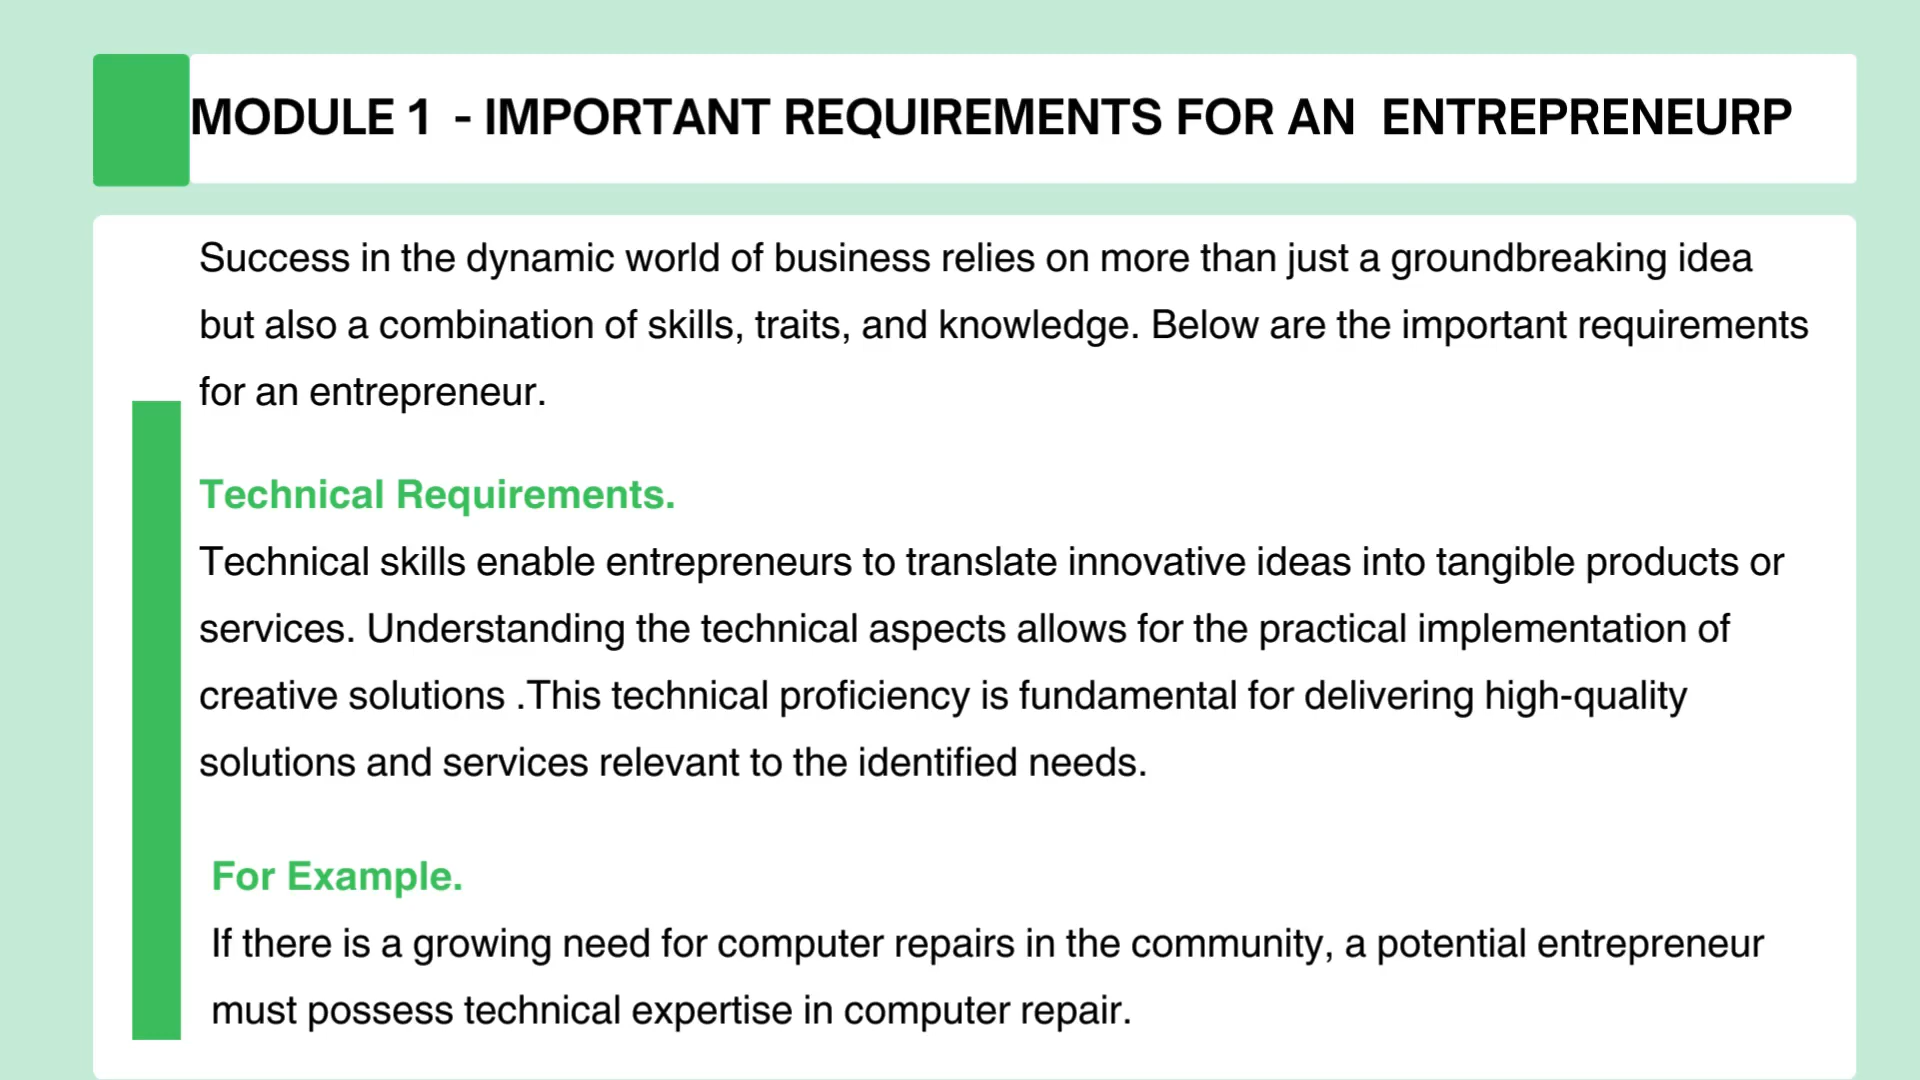 MODULE 1 - IMPORTANT REQUIREMENTS FOR AN ENTREPRENEURP
Success in the dynamic world of business relies on more than just a groundbreaking idea
but also a combination of skills, traits, and knowledge. Below are the important requirements
for an entrepreneur.
Technical Requirements.
Technical skills enable entrepreneurs to translate innovative ideas into tangible products or
services. Understanding the technical aspects allows for the practical implementation of
creative solutions .This technical proficiency is fundamental for delivering high-quality
solutions and services relevant to the identified needs.
For Example.
If there is a growing need for computer repairs in the community, a potential entrepreneur
must possess technical expertise in computer repair.